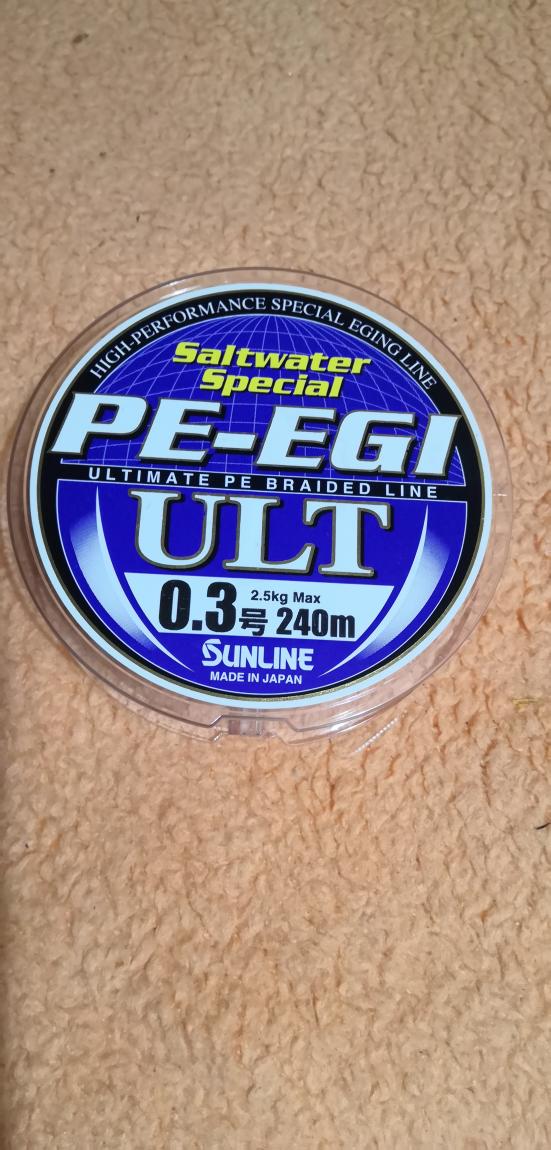 HIGH-PERFORMANCE SPECIAL EGING LINE
Saltwater
Special
PE-EGI
ULTIMATE PE BRAIDED LINE
ULT
2.5kg Max
0.3号 240m
SUNLINE
MADE IN JAPAN